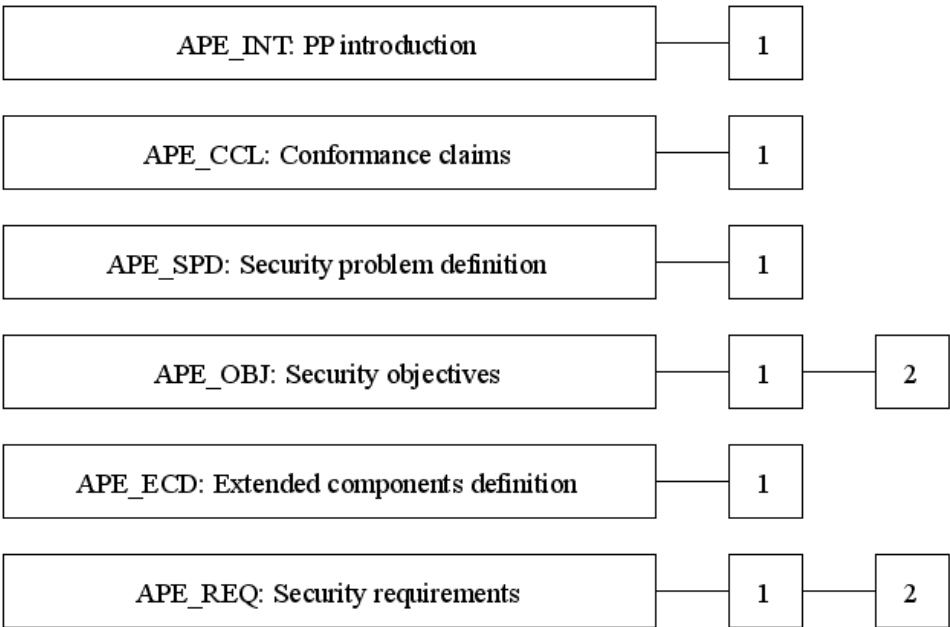 APE_INT: PP introduction 1
APE_CCL: Conformance claims 1
APE_SPD: Security problem definition 1
APE_OBJ: Security objectives 1 2
APE_ECD: Extended components definition 1
APE_REQ: Security requirements 1 2